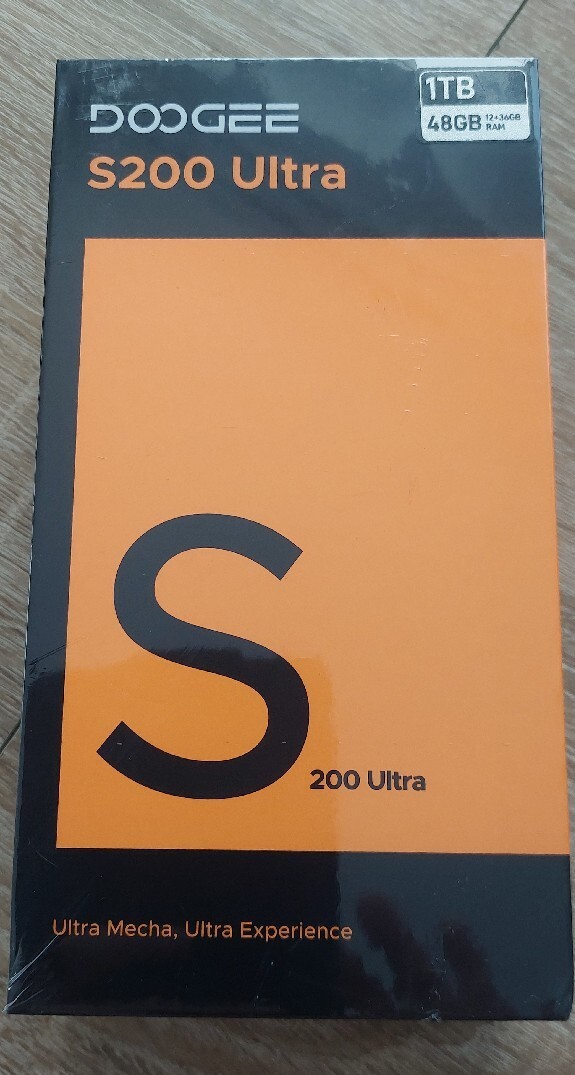 DOOGEE
S200 Ultra
1TB
48GB 12+36GB RAM
S
200 Ultra
Ultra Mecha, Ultra Experience